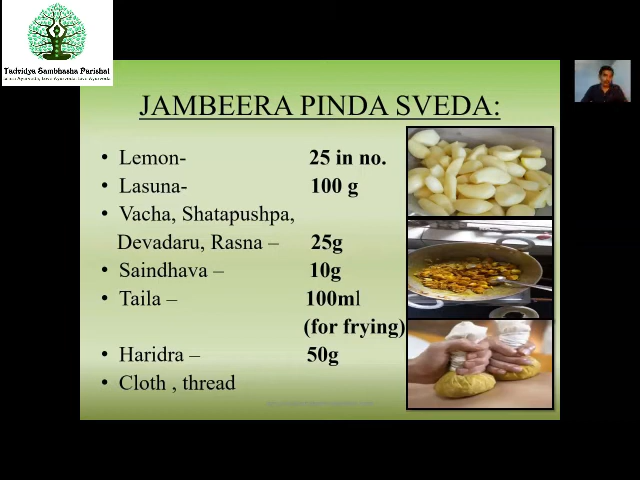 Tadvidya Sambhasha Parishat
JAMBEERA PINDA SVEDA:
• Lemon- 25 in no.
• Lasuna- 100 g
• Vacha, Shatapushpa,
Devadaru, Rasna – 25g
• Saindhava – 10g
• Taila – 100ml
(for frying)
• Haridra – 50g
• Cloth , thread